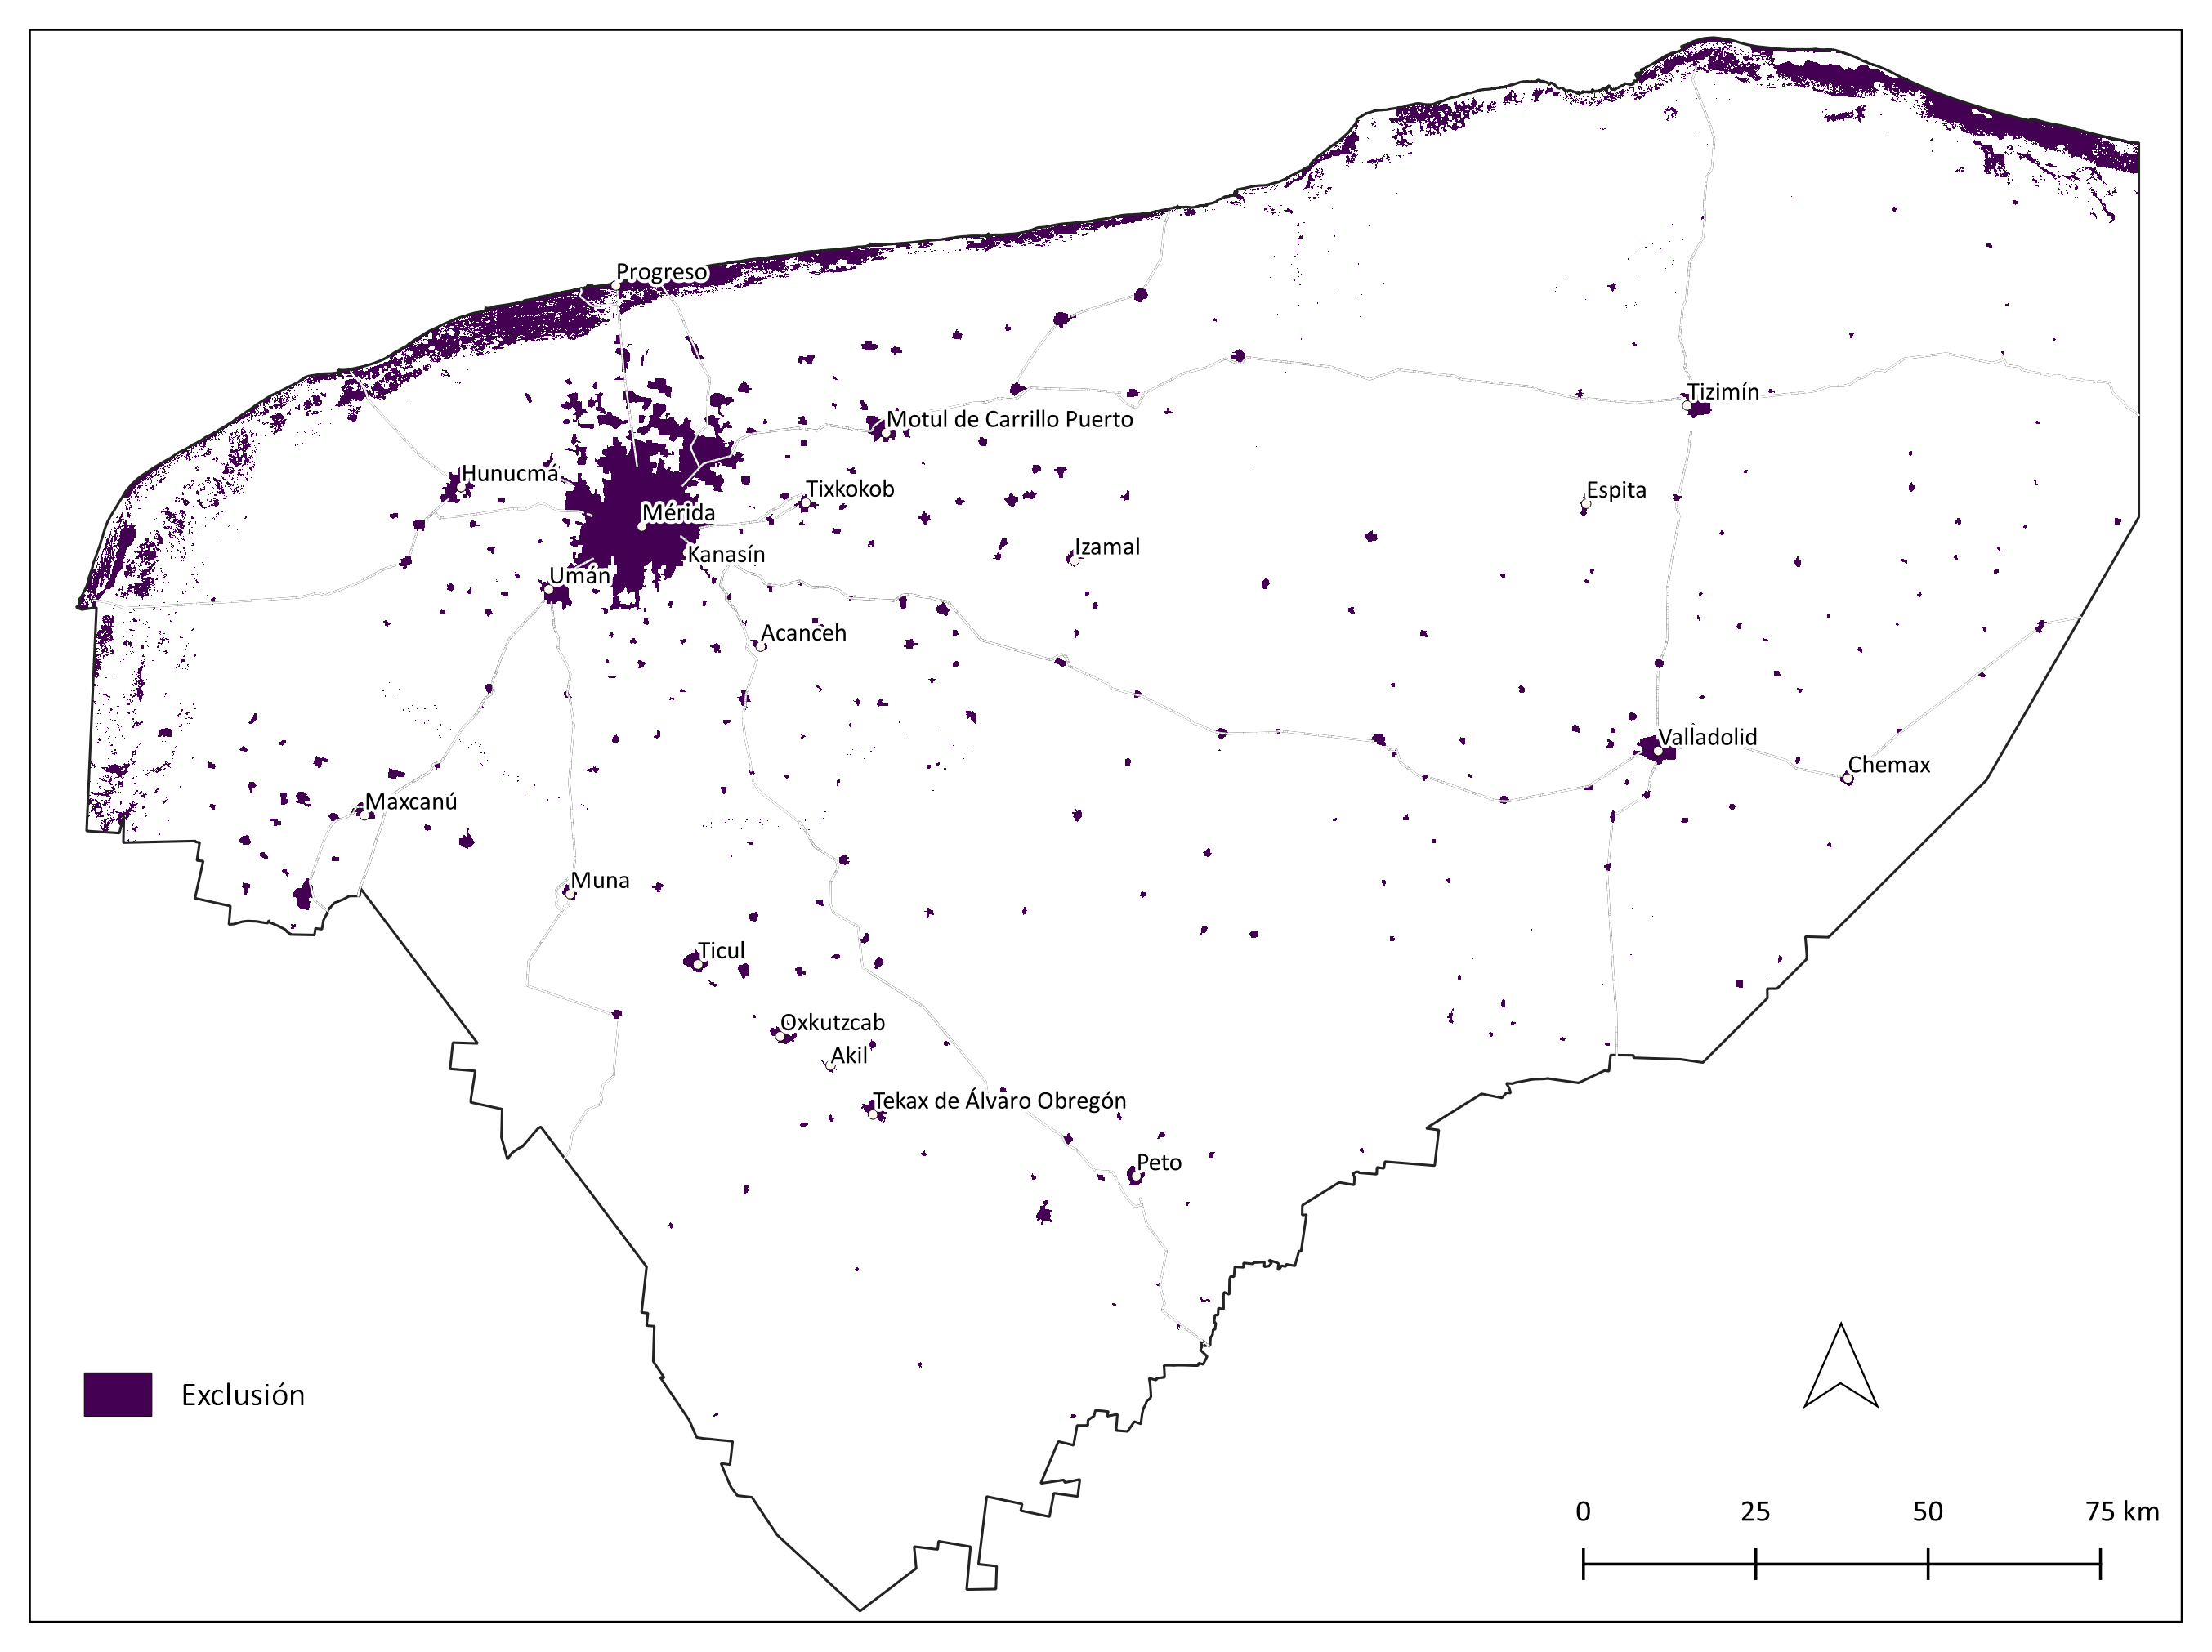 Progreso
Tizimín
Motul de Carrillo Puerto
Hunucmá
Tixkokob
Espita
Mérida
Izamal
Kanasín
Umán
Acanceh
Valladolid
Chemax
Maxcanú
Muna
Ticul
Oxkutzcab
Akil
Tekax de Álvaro Obregón
Peto
Exclusión
0 25 50 75 km